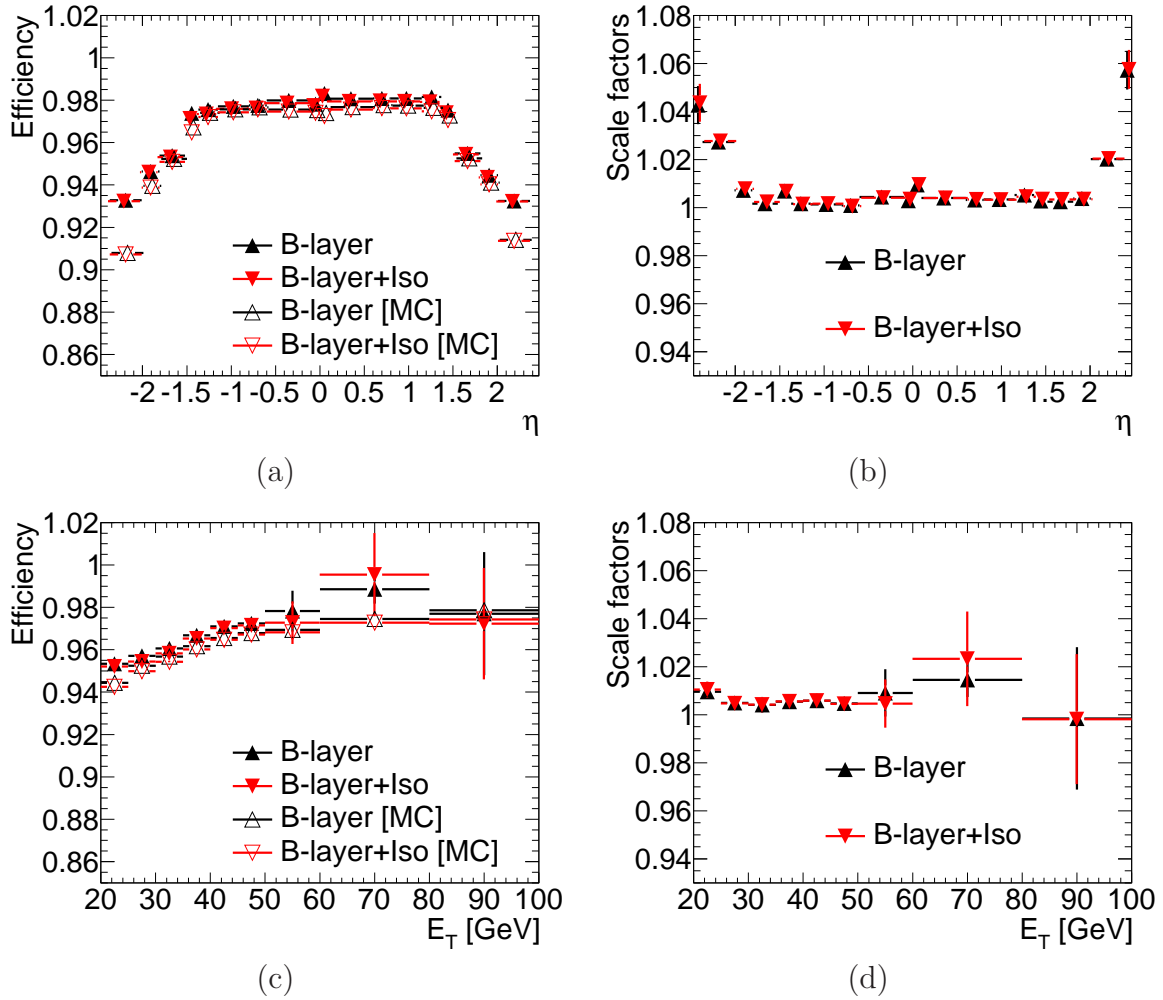 Efficiency
1.02
1
0.98
0.96
0.94
0.92
0.9
0.88
0.86
B-layer
B-layer+Iso
B-layer [MC]
B-layer+Iso [MC]
-2 -1.5 -1 -0.5 0 0.5 1 1.5 2
η
(a)
Scale factors
1.08
1.06
1.04
1.02
1
0.98
0.96
0.94
B-layer
B-layer+Iso
-2 -1.5 -1 -0.5 0 0.5 1 1.5 2
η
(b)
Efficiency
1.02
1
0.98
0.96
0.94
0.92
0.9
0.88
0.86
B-layer
B-layer+Iso
B-layer [MC]
B-layer+Iso [MC]
20 30 40 50 60 70 80 90 100
E_T [GeV]
(c)
Scale factors
1.08
1.06
1.04
1.02
1
0.98
0.96
0.94
B-layer
B-layer+Iso
20 30 40 50 60 70 80 90 100
E_T [GeV]
(d)